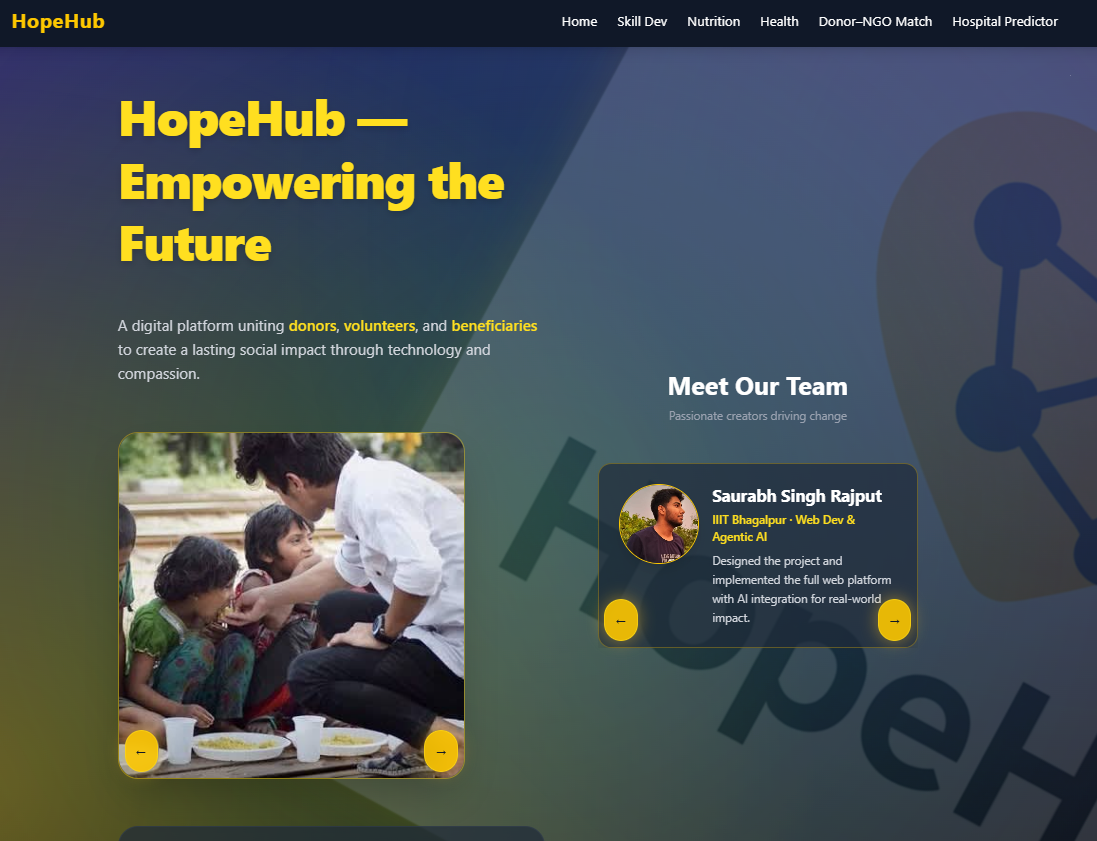 HopeHub
Home Skill Dev Nutrition Health Donor–NGO Match Hospital Predictor
HopeHub —
Empowering the
Future
A digital platform uniting donors, volunteers, and beneficiaries
to create a lasting social impact through technology and
compassion.
← →
Meet Our Team
Passionate creators driving change
Saurabh Singh Rajput
IIIT Bhagalpur · Web Dev &
Agentic AI
Designed the project and
implemented the full web platform
with AI integration for real-world
impact.
← →
HopeH